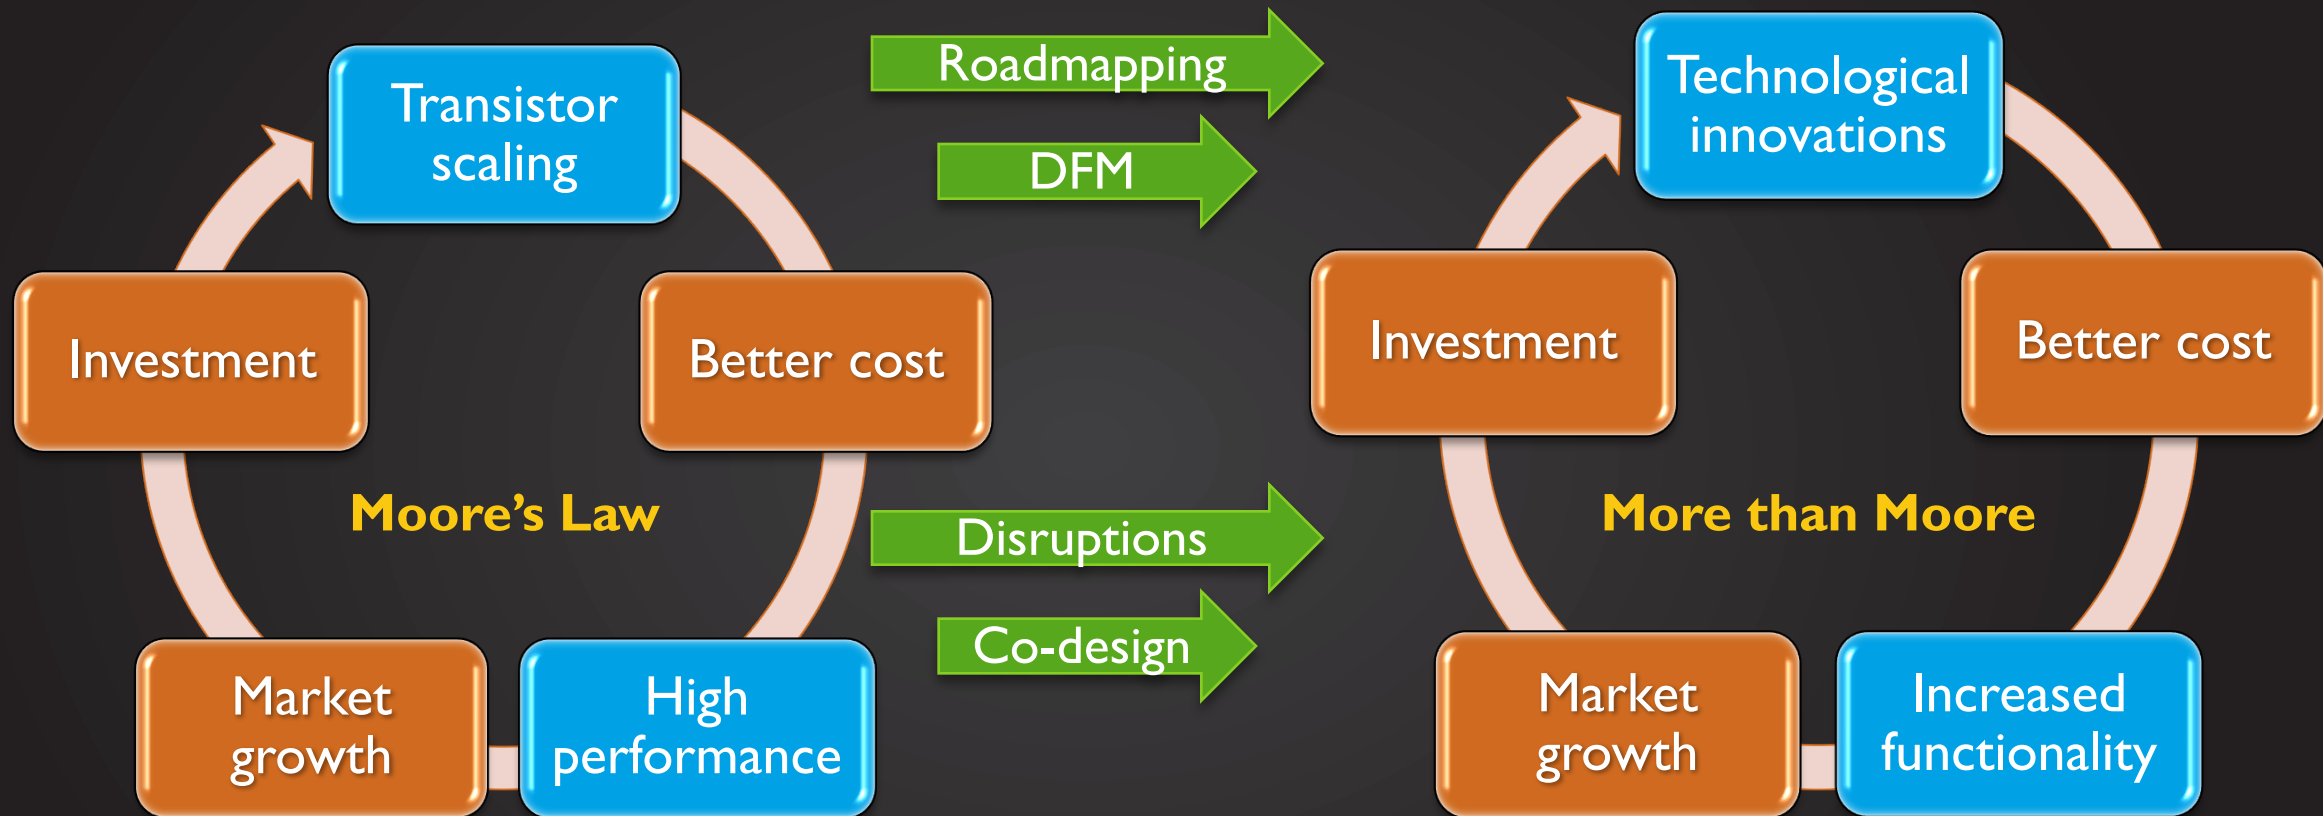 Transistor
scaling
Investment
Better cost
Moore's Law
Market
growth
High
performance
Roadmapping
DFM
Disruptions
Co-design
Technological
innovations
Investment
Better cost
More than Moore
Market
growth
Increased
functionality